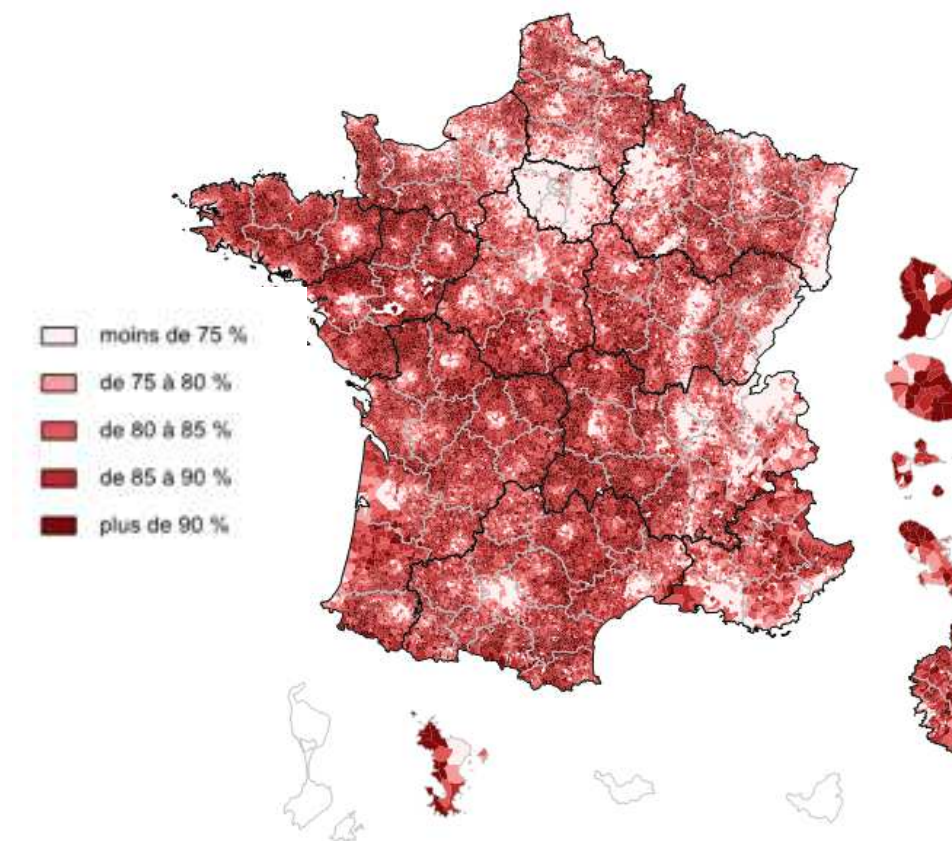 moins de 75 %
de 75 à 80 %
de 80 à 85 %
de 85 à 90 %
plus de 90 %